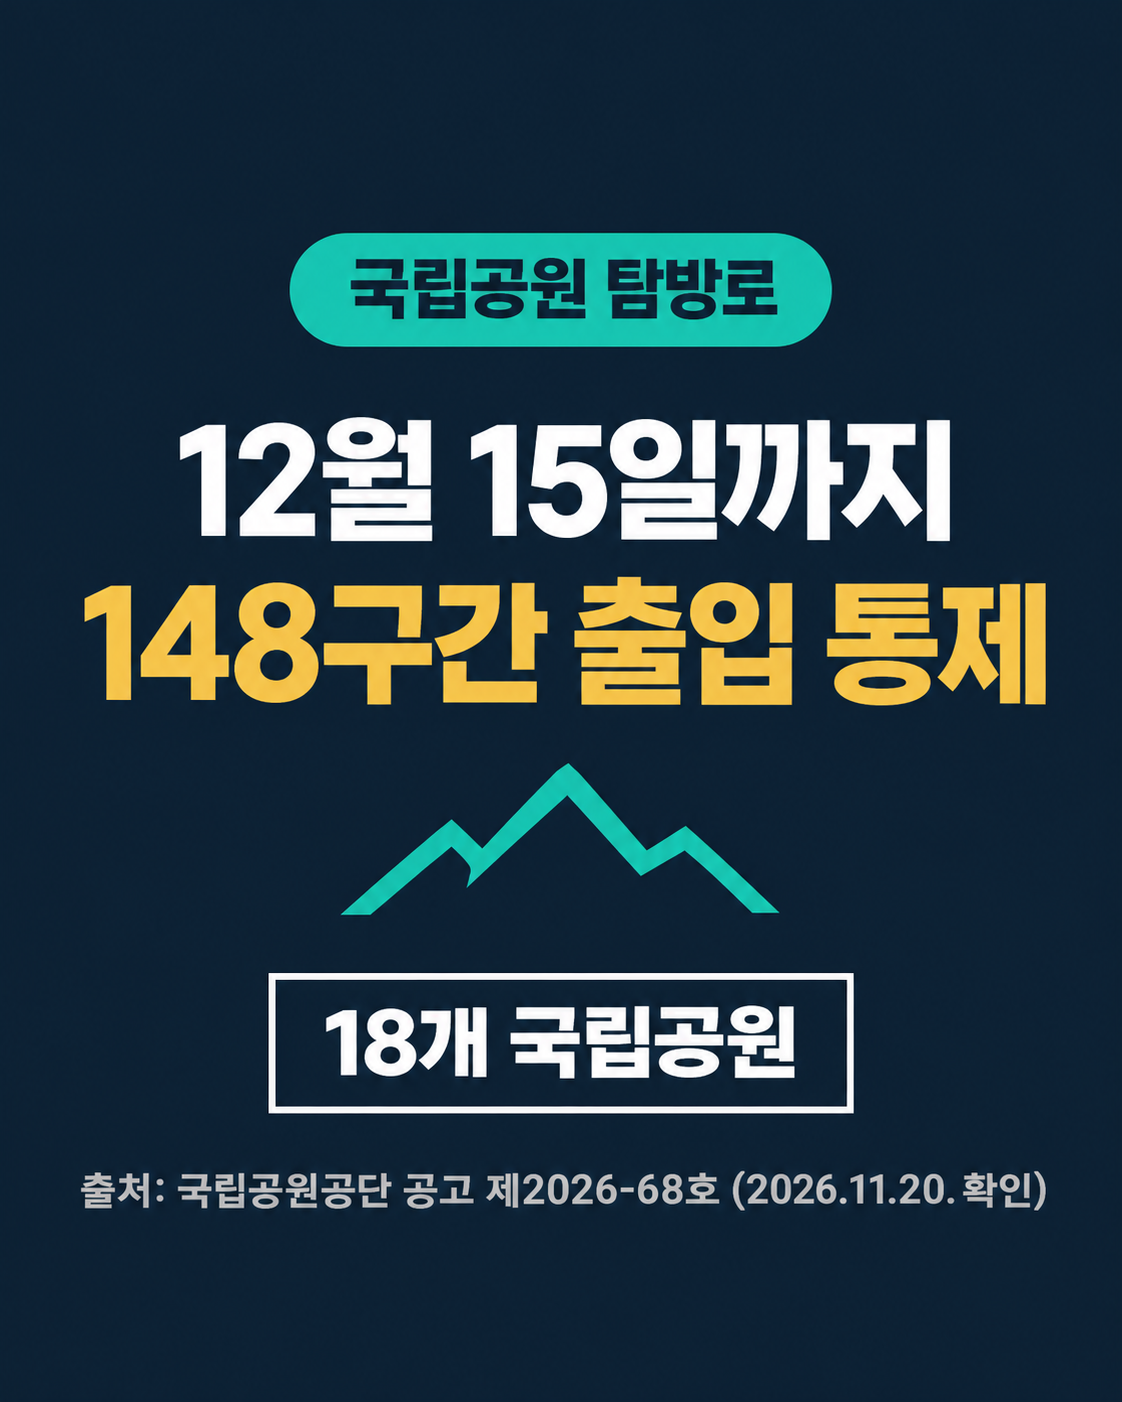 국립공원 탐방로
12월 15일까지
148구간 출입 통제
18개 국립공원
출처: 국립공원공단 공고 제2026-68호 (2026.11.20. 확인)